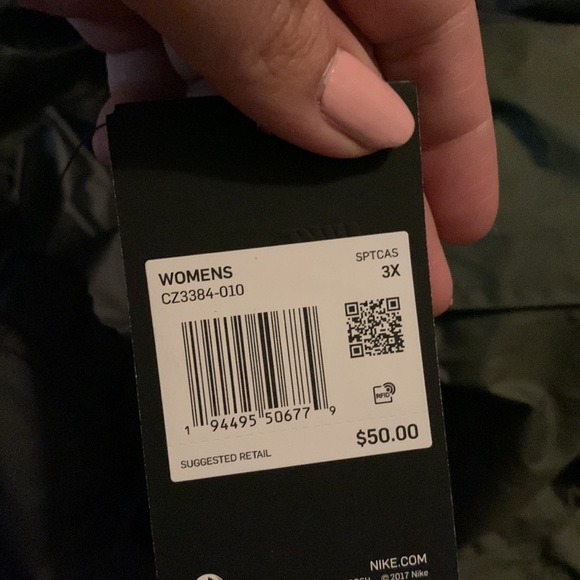 WOMENS
CZ3384-010
SPTCAS
3X
RFID
1 94495 50677 9
$50.00
SUGGESTED RETAIL
NIKE.COM
© 2017 Nike